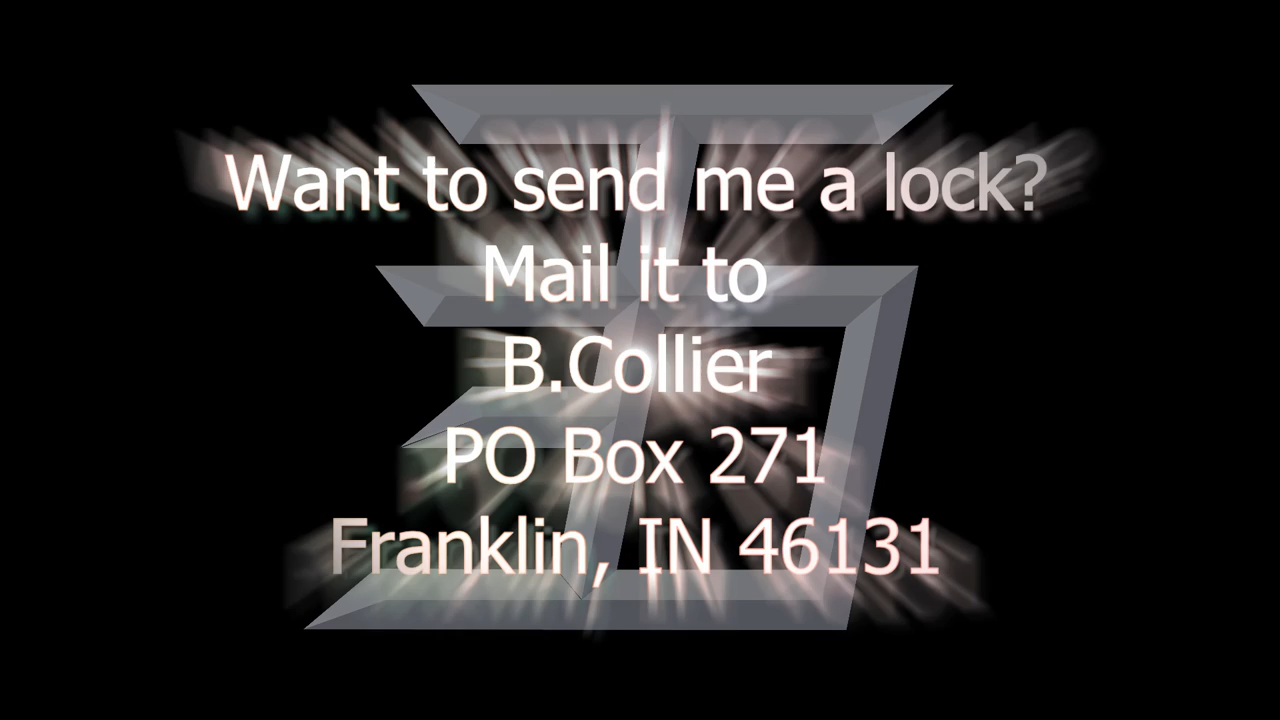 Want to send me a lock?
Mail it to
B.Collier
PO Box 271
Franklin, IN 46131